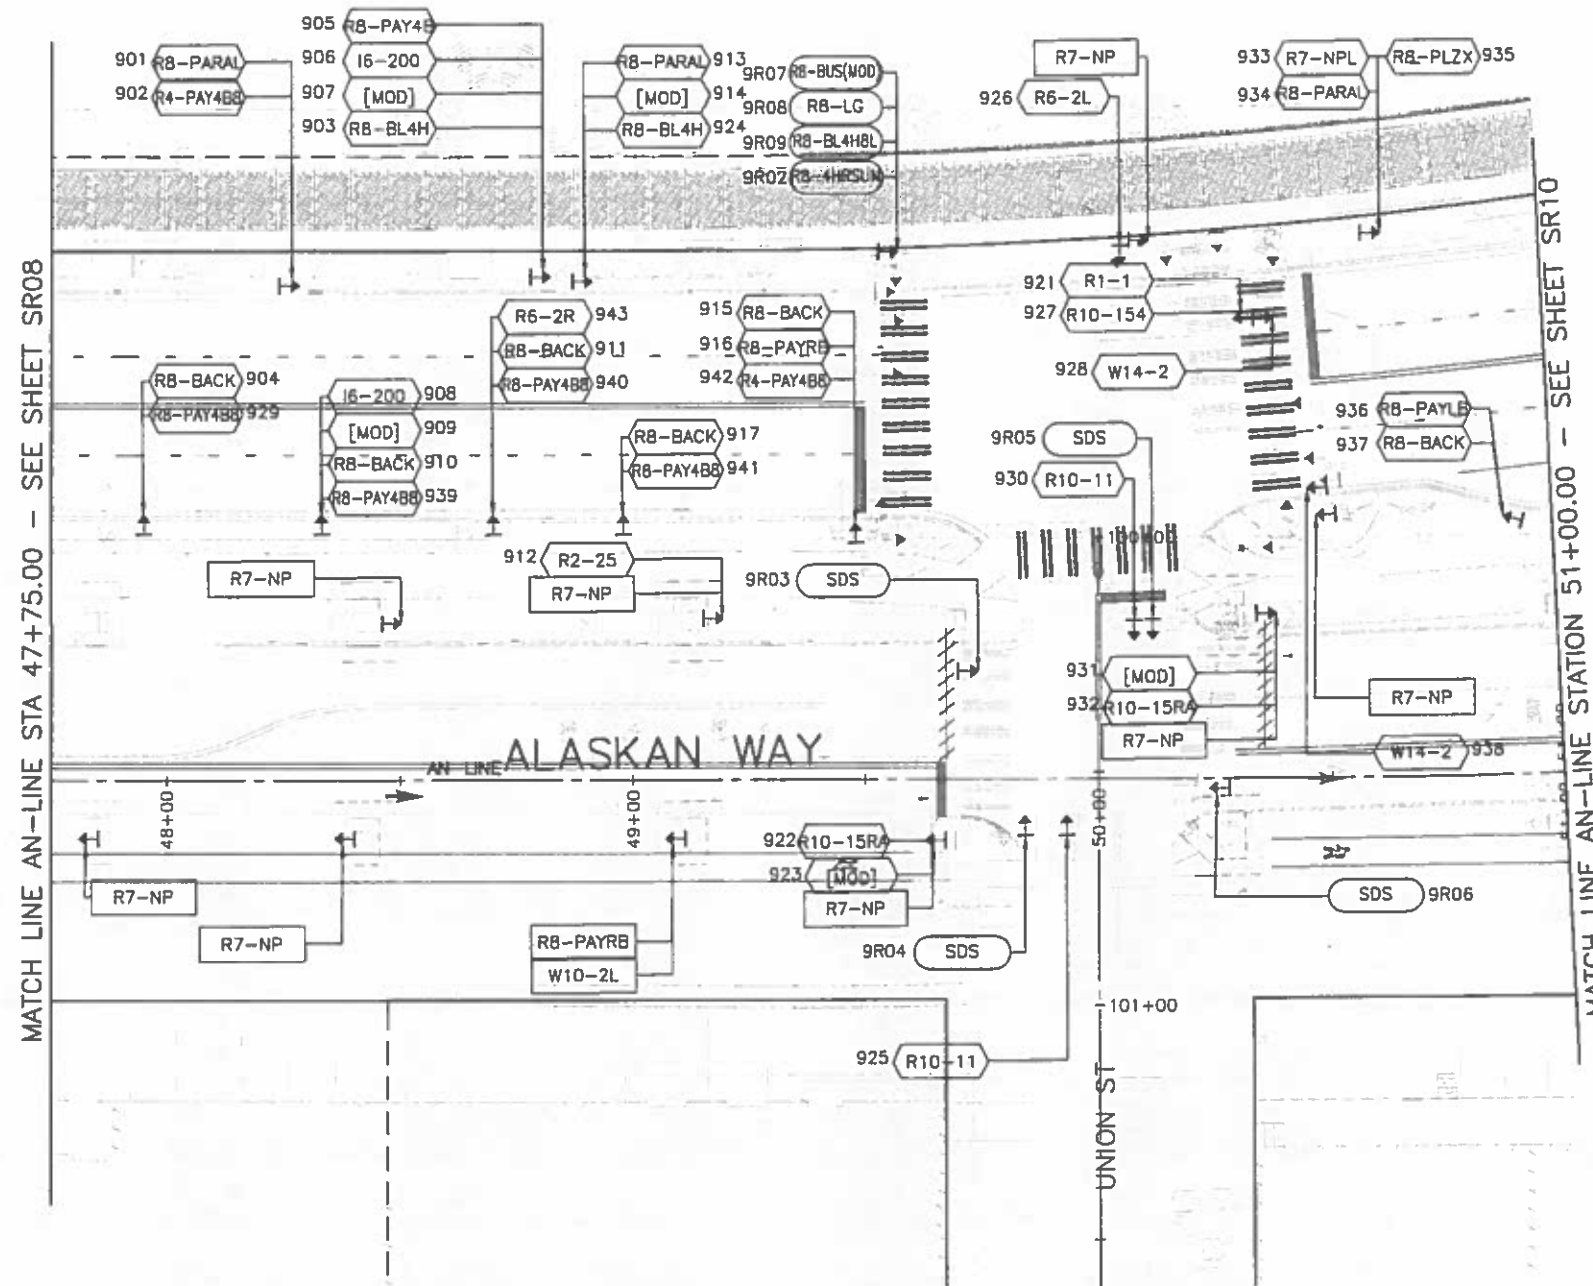 905 R8-PAY4B
906 I6-200
907 [MOD]
903 R8-BL4H
901 R8-PARAL
902 R4-PAY4B8
R8-PARAL 913
[MOD] 914
R8-BL4H 924
9R07 R8-BUS(MOD)
9R08 R8-LG
9R09 R8-BL4H8L
9R02 R8-4HRSUN
R7-NP
926 R6-2L
933 R7-NPL
R8-PLZX 935
934 R8-PARAL
921 R1-1
927 R10-154
928 W14-2
R6-2R 943
R8-BACK 911
R8-PAY4B8 940
915 R8-BACK
916 R8-PAYRB
942 R4-PAY4B8
R8-BACK 904
R8-PAY4B8 929
I6-200 908
[MOD] 909
R8-BACK 910
R8-PAY4B8 939
R8-BACK 917
R8-PAY4B8 941
9R05 SDS
930 R10-11
936 R8-PAYLB
937 R8-BACK
100+00
R7-NP
912 R2-25
R7-NP
9R03 SDS
931 [MOD]
932 R10-15RA
R7-NP
R7-NP
W14-2 938
ALASKAN WAY
AN LINE
48+00
49+00
50+00
R7-NP
R7-NP
R8-PAYRB
W10-2L
922 R10-15RA
923 [MOD]
R7-NP
9R04 SDS
SDS 9R06
101+00
925 R10-11
UNION ST
MATCH LINE AN-LINE STA 47+75.00 - SEE SHEET SR08
MATCH LINE AN-LINE STATION 51+00.00 - SEE SHEET SR10